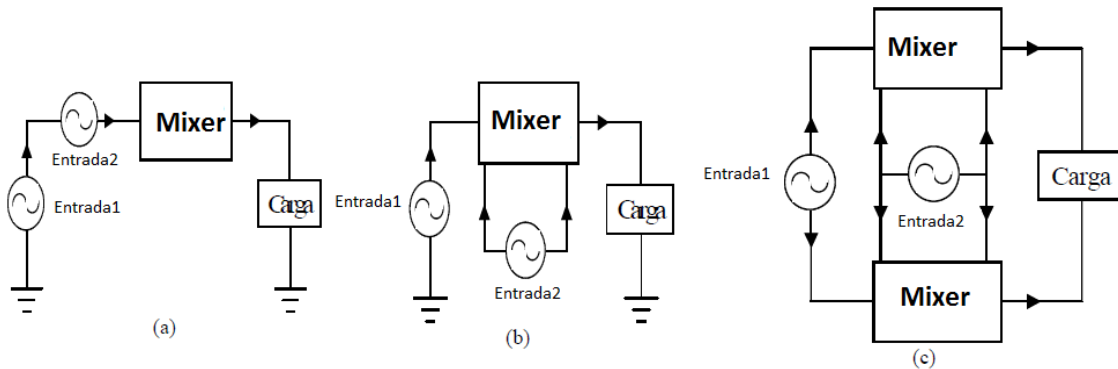 Mixer
Entrada2
Entrada1
Carga
(a)
Mixer
Entrada1
Carga
Entrada2
(b)
Mixer
Entrada1
Carga
Entrada2
Mixer
(c)